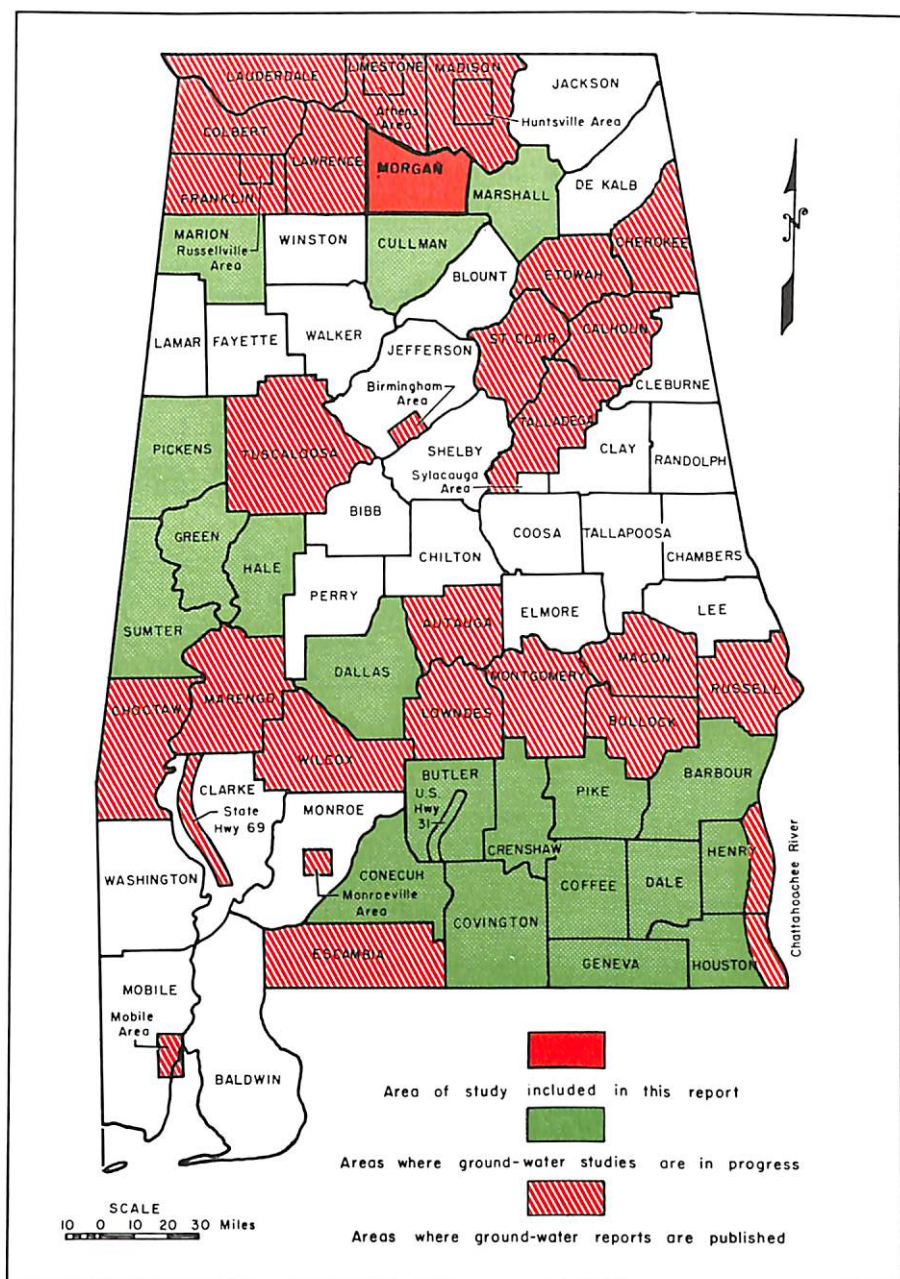 LAUDERDALE
LIMESTONE
MADISON
JACKSON
Athens
Area
Huntsville Area
COLBERT
LAWRENCE
MORGAN
MARSHALL
DE KALB
FRANKLIN
MARION
Russellville
Area
WINSTON
CULLMAN
BLOUNT
ETOWAH
CHEROKEE
N
LAMAR
FAYETTE
WALKER
JEFFERSON
ST. CLAIR
CALHOUN
CLEBURNE
Birmingham
Area
TALLADEGA
PICKENS
TUSCALOOSA
SHELBY
Sylacauga
Area
CLAY
RANDOLPH
BIBB
GREEN
HALE
CHILTON
COOSA
TALLAPOOSA
CHAMBERS
PERRY
SUMTER
AUTAUGA
ELMORE
LEE
DALLAS
MACON
MONTGOMERY
RUSSELL
CHOCTAW
MARENGO
LOWNDES
BULLOCK
WILCOX
CLARKE
State
Hwy 69
MONROE
BUTLER
U.S.
Hwy
31
PIKE
BARBOUR
CRENSHAW
HENRY
WASHINGTON
Monroeville
Area
CONECUH
COFFEE
DALE
COVINGTON
Chattahoochee River
ESCAMBIA
GENEVA
HOUSTON
MOBILE
Mobile
Area
BALDWIN
Area of study included in this report
Areas where ground-water studies are in progress
Areas where ground-water reports are published
SCALE
10 0 10 20 30 Miles